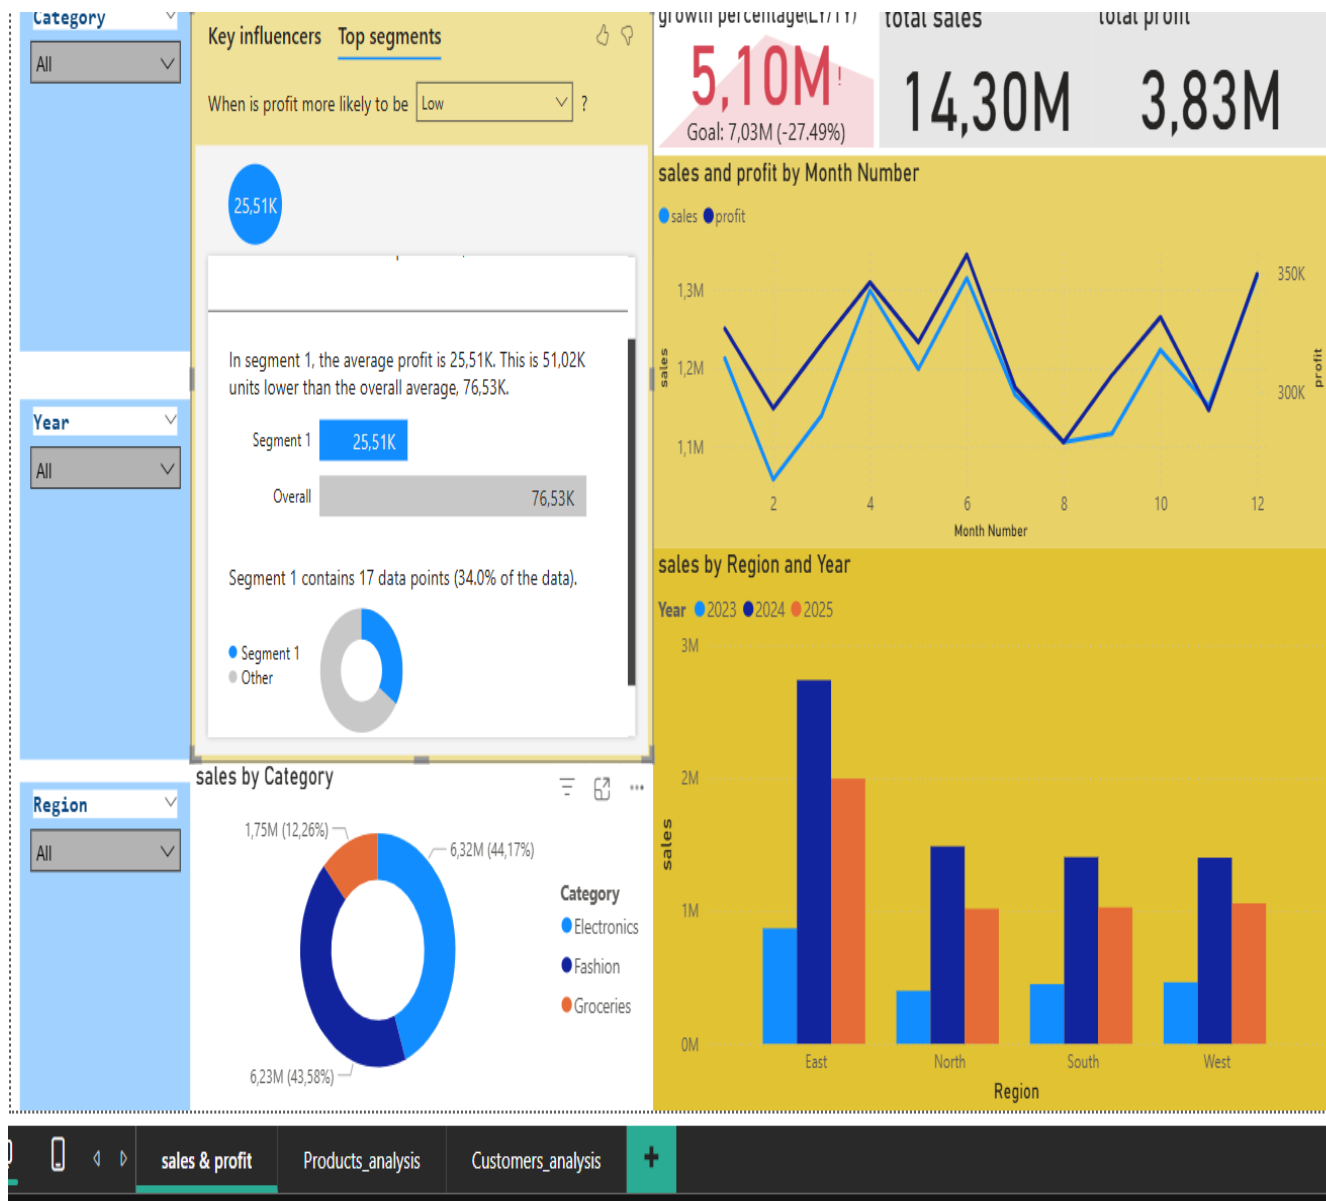 Category
All
Year
All
Region
All
Key influencers Top segments
When is profit more likely to be Low ?
25,51K
In segment 1, the average profit is 25,51K. This is 51,02K
units lower than the overall average, 76,53K.
Segment 1 25,51K
Overall 76,53K
Segment 1 contains 17 data points (34.0% of the data).
Segment 1
Other
sales by Category
1,75M (12,26%)
6,32M (44,17%)
6,23M (43,58%)
Category
Electronics
Fashion
Groceries
growth percentage(LY/TY)
5,10M!
Goal: 7,03M (-27.49%)
total sales
14,30M
total profit
3,83M
sales and profit by Month Number
sales profit
1,3M
1,2M
1,1M
sales
350K
300K
profit
2 4 6 8 10 12
Month Number
sales by Region and Year
Year 2023 2024 2025
3M
2M
1M
0M
sales
East North South West
Region
sales & profit Products_analysis Customers_analysis +